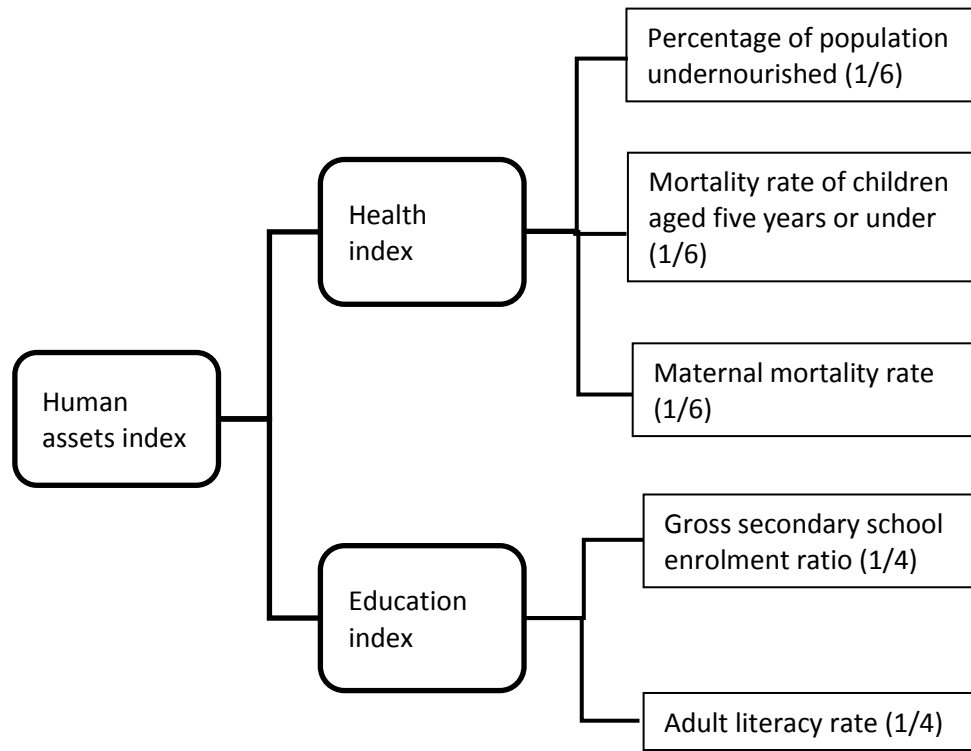 Percentage of population
undernourished (1/6)
Mortality rate of children
aged five years or under
(1/6)
Health
index
Maternal mortality rate
(1/6)
Human
assets index
Gross secondary school
enrolment ratio (1/4)
Education
index
Adult literacy rate (1/4)